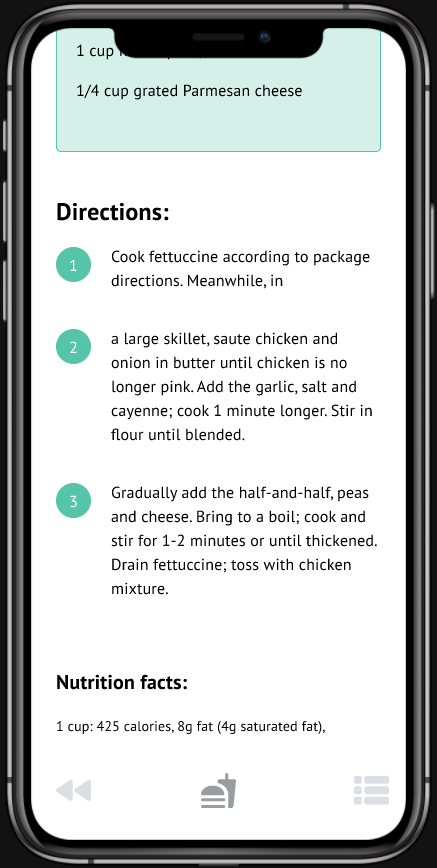 1 cup
1/4 cup grated Parmesan cheese
Directions:
1
Cook fettuccine according to package
directions. Meanwhile, in
2
a large skillet, saute chicken and
onion in butter until chicken is no
longer pink. Add the garlic, salt and
cayenne; cook 1 minute longer. Stir in
flour until blended.
3
Gradually add the half-and-half, peas
and cheese. Bring to a boil; cook and
stir for 1-2 minutes or until thickened.
Drain fettuccine; toss with chicken
mixture.
Nutrition facts:
1 cup: 425 calories, 8g fat (4g saturated fat),